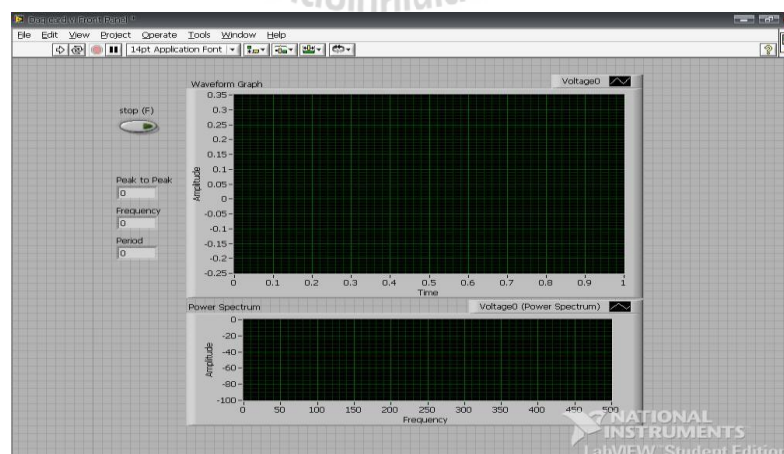 Daqcard.vi Front Panel *
File Edit View Project Operate Tools Window Help
14pt Application Font
Waveform Graph
Voltage0
stop (F)
Peak to Peak
0
Frequency
0
Period
0
Amplitude
0.35
0.3
0.25
0.2
0.15
0.1
0.05
0
-0.05
-0.1
-0.15
-0.2
-0.25
0 0.1 0.2 0.3 0.4 0.5 0.6 0.7 0.8 0.9 1
Time
Power Spectrum
Voltage0 (Power Spectrum)
Amplitude
0
-20
-40
-60
-80
-100
0 50 100 150 200 250 300 350 400 450 500
Frequency
NATIONAL
INSTRUMENTS
LabVIEW Student Edition